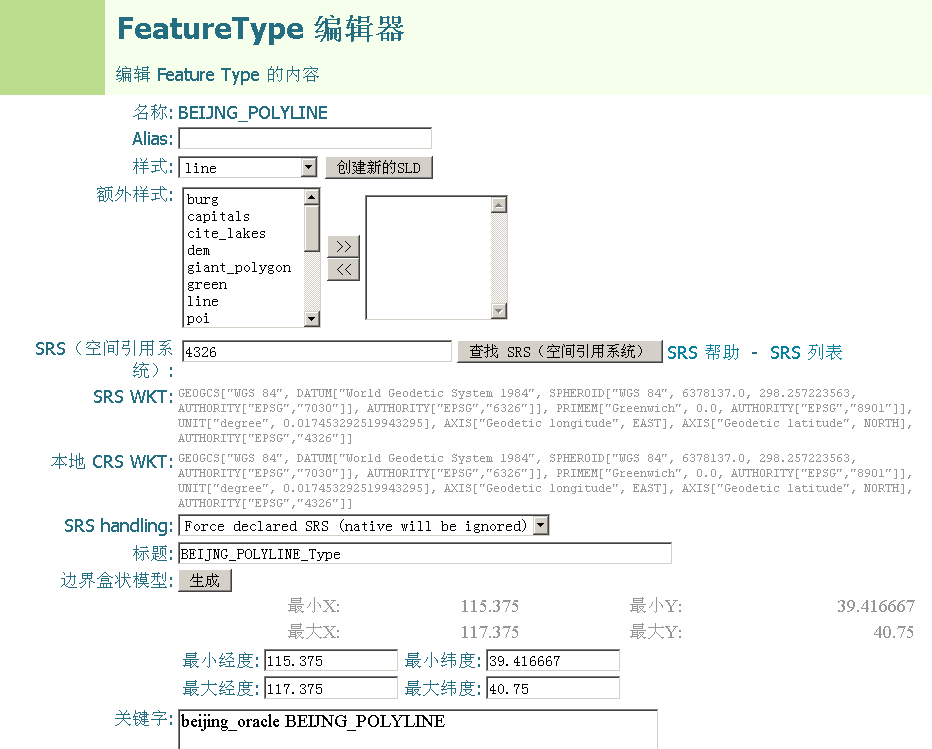 FeatureType 编辑器
编辑 Feature Type 的内容
名称: BEIJNG_POLYLINE
Alias:
样式: line 创建新的SLD
额外样式:
burg
capitals
cite_lakes
dem
giant_polygon
green
line
poi
>>
<<
SRS（空间引用系统）: 4326 查找 SRS（空间引用系统） SRS 帮助 - SRS 列表
SRS WKT: GEOGCS["WGS 84", DATUM["World Geodetic System 1984", SPHEROID["WGS 84", 6378137.0, 298.257223563,
AUTHORITY["EPSG","7030"]], AUTHORITY["EPSG","6326"]], PRIMEM["Greenwich", 0.0, AUTHORITY["EPSG","8901"]],
UNIT["degree", 0.017453292519943295], AXIS["Geodetic longitude", EAST], AXIS["Geodetic latitude", NORTH],
AUTHORITY["EPSG","4326"]]
本地 CRS WKT: GEOGCS["WGS 84", DATUM["World Geodetic System 1984", SPHEROID["WGS 84", 6378137.0, 298.257223563,
AUTHORITY["EPSG","7030"]], AUTHORITY["EPSG","6326"]], PRIMEM["Greenwich", 0.0, AUTHORITY["EPSG","8901"]],
UNIT["degree", 0.017453292519943295], AXIS["Geodetic longitude", EAST], AXIS["Geodetic latitude", NORTH],
AUTHORITY["EPSG","4326"]]
SRS handling: Force declared SRS (native will be ignored)
标题: BEIJNG_POLYLINE_Type
边界盒状模型: 生成
最小X: 115.375 最小Y: 39.416667
最大X: 117.375 最大Y: 40.75
最小经度: 115.375 最小纬度: 39.416667
最大经度: 117.375 最大纬度: 40.75
关键字: beijing_oracle BEIJNG_POLYLINE